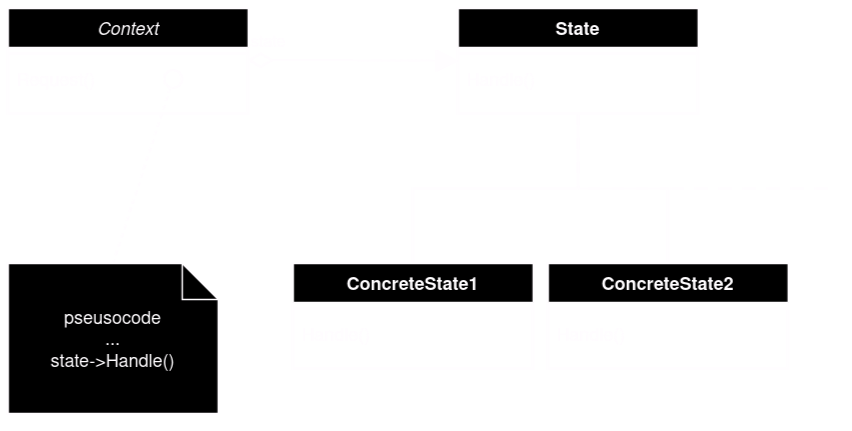 Context
State
ConcreteState1
ConcreteState2
pseusocode
...
state->Handle()